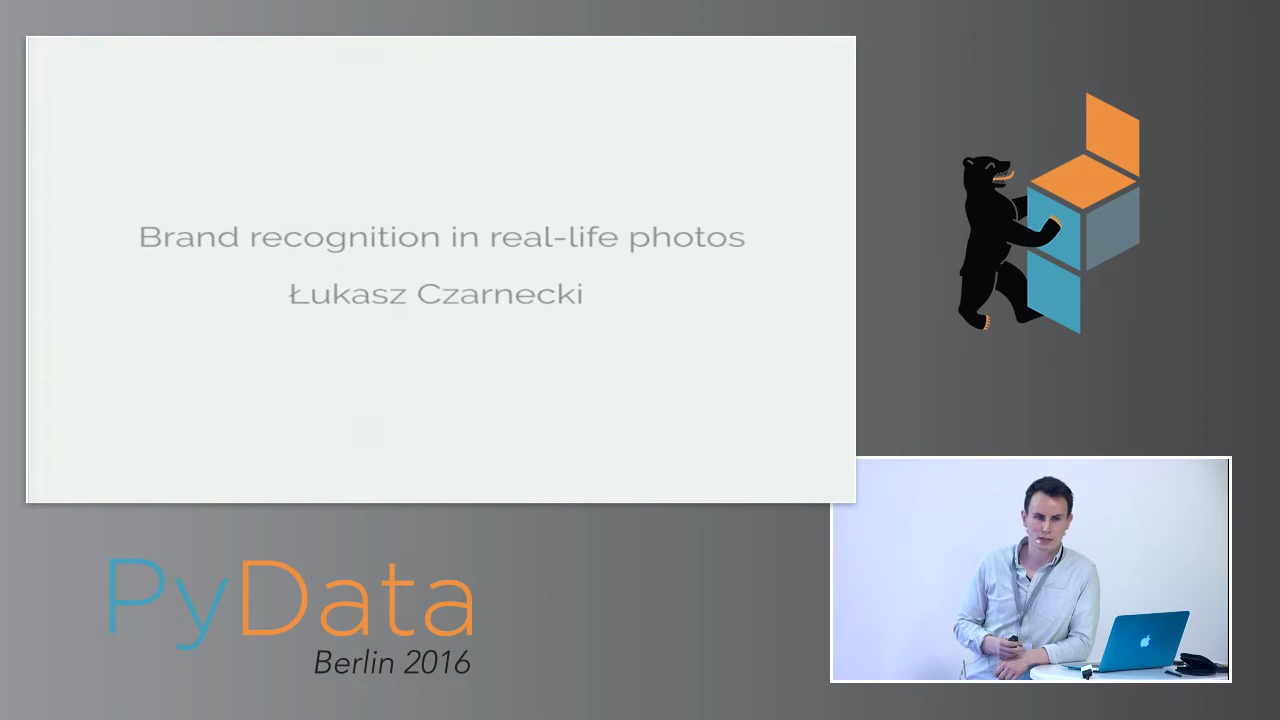 Brand recognition in real-life photos
Łukasz Czarnecki
PyData
Berlin 2016